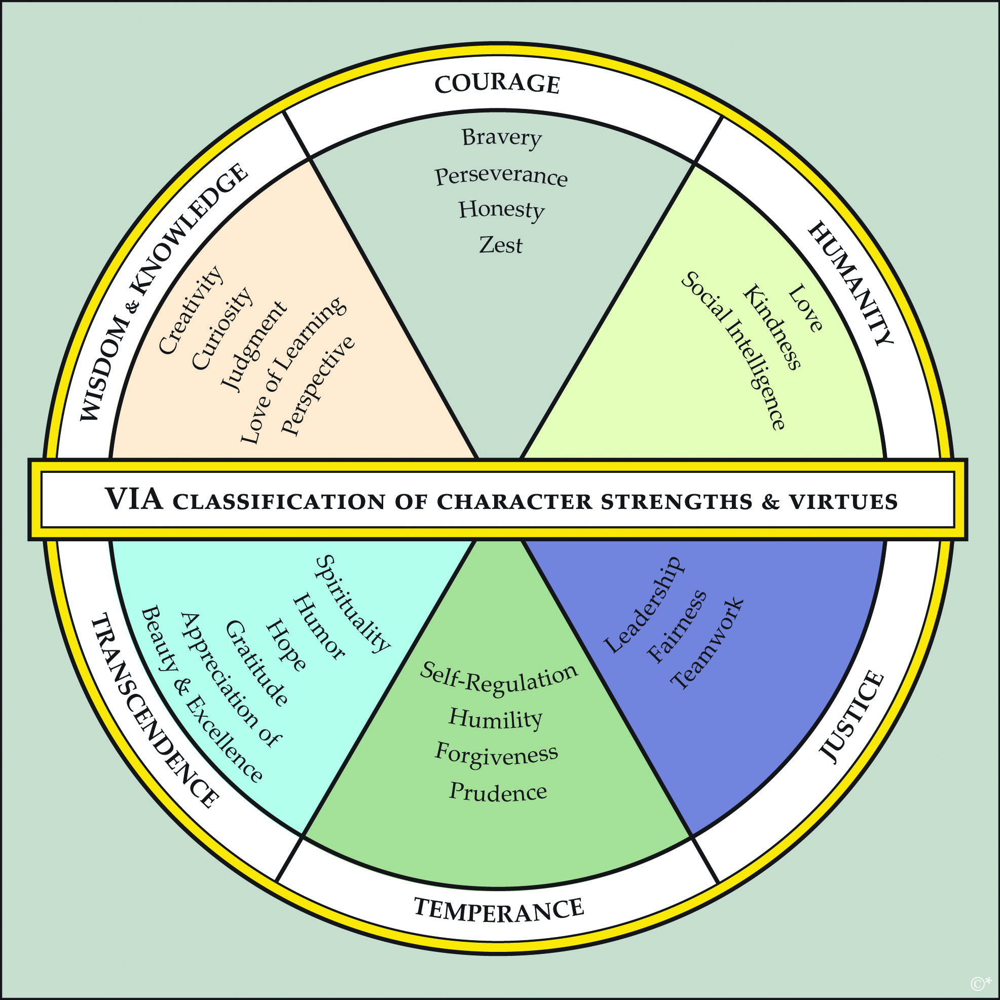 COURAGE
Bravery
Perseverance
Honesty
Zest
WISDOM & KNOWLEDGE
Creativity
Curiosity
Judgment
Love of Learning
Perspective
HUMANITY
Love
Kindness
Social Intelligence
VIA CLASSIFICATION OF CHARACTER STRENGTHS & VIRTUES
TRANSCENDENCE
Spirituality
Humor
Hope
Gratitude
Appreciation of
Beauty & Excellence
Self-Regulation
Humility
Forgiveness
Prudence
TEMPERANCE
Leadership
Fairness
Teamwork
JUSTICE
©*